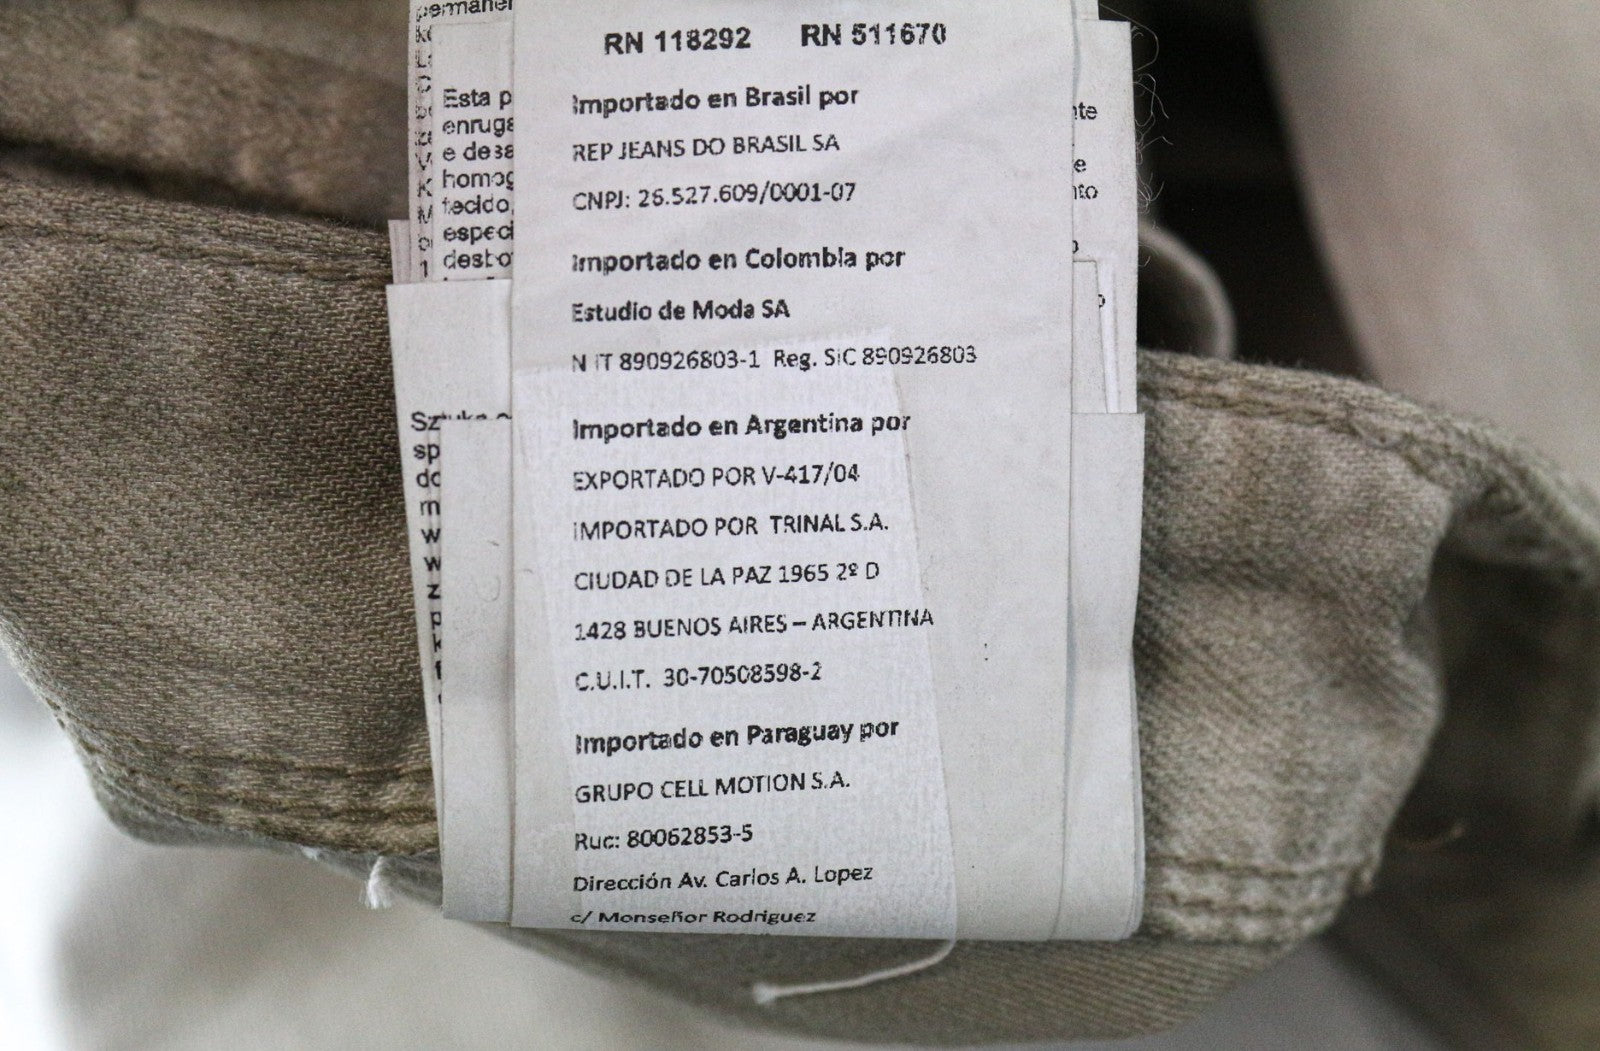 RN 118292 RN 511670
Importado en Brasil por
REP JEANS DO BRASIL SA
CNPJ: 26.527.609/0001-07
Importado en Colombia por
Estudio de Moda SA
NIT 890926803-1 Reg. SIC 890926803
Importado en Argentina por
EXPORTADO POR V-417/04
IMPORTADO POR TRINAL S.A.
CIUDAD DE LA PAZ 1965 2º D
1428 BUENOS AIRES – ARGENTINA
C.U.I.T. 30-70508598-2
Importado en Paraguay por
GRUPO CELL MOTION S.A.
Ruc: 80062853-5
Dirección Av. Carlos A. Lopez
c/ Monseñor Rodriguez
Esta p
enruga
e desa
homog
tecido,
especi
desbo
sp
do
m
w
w
z
p
k